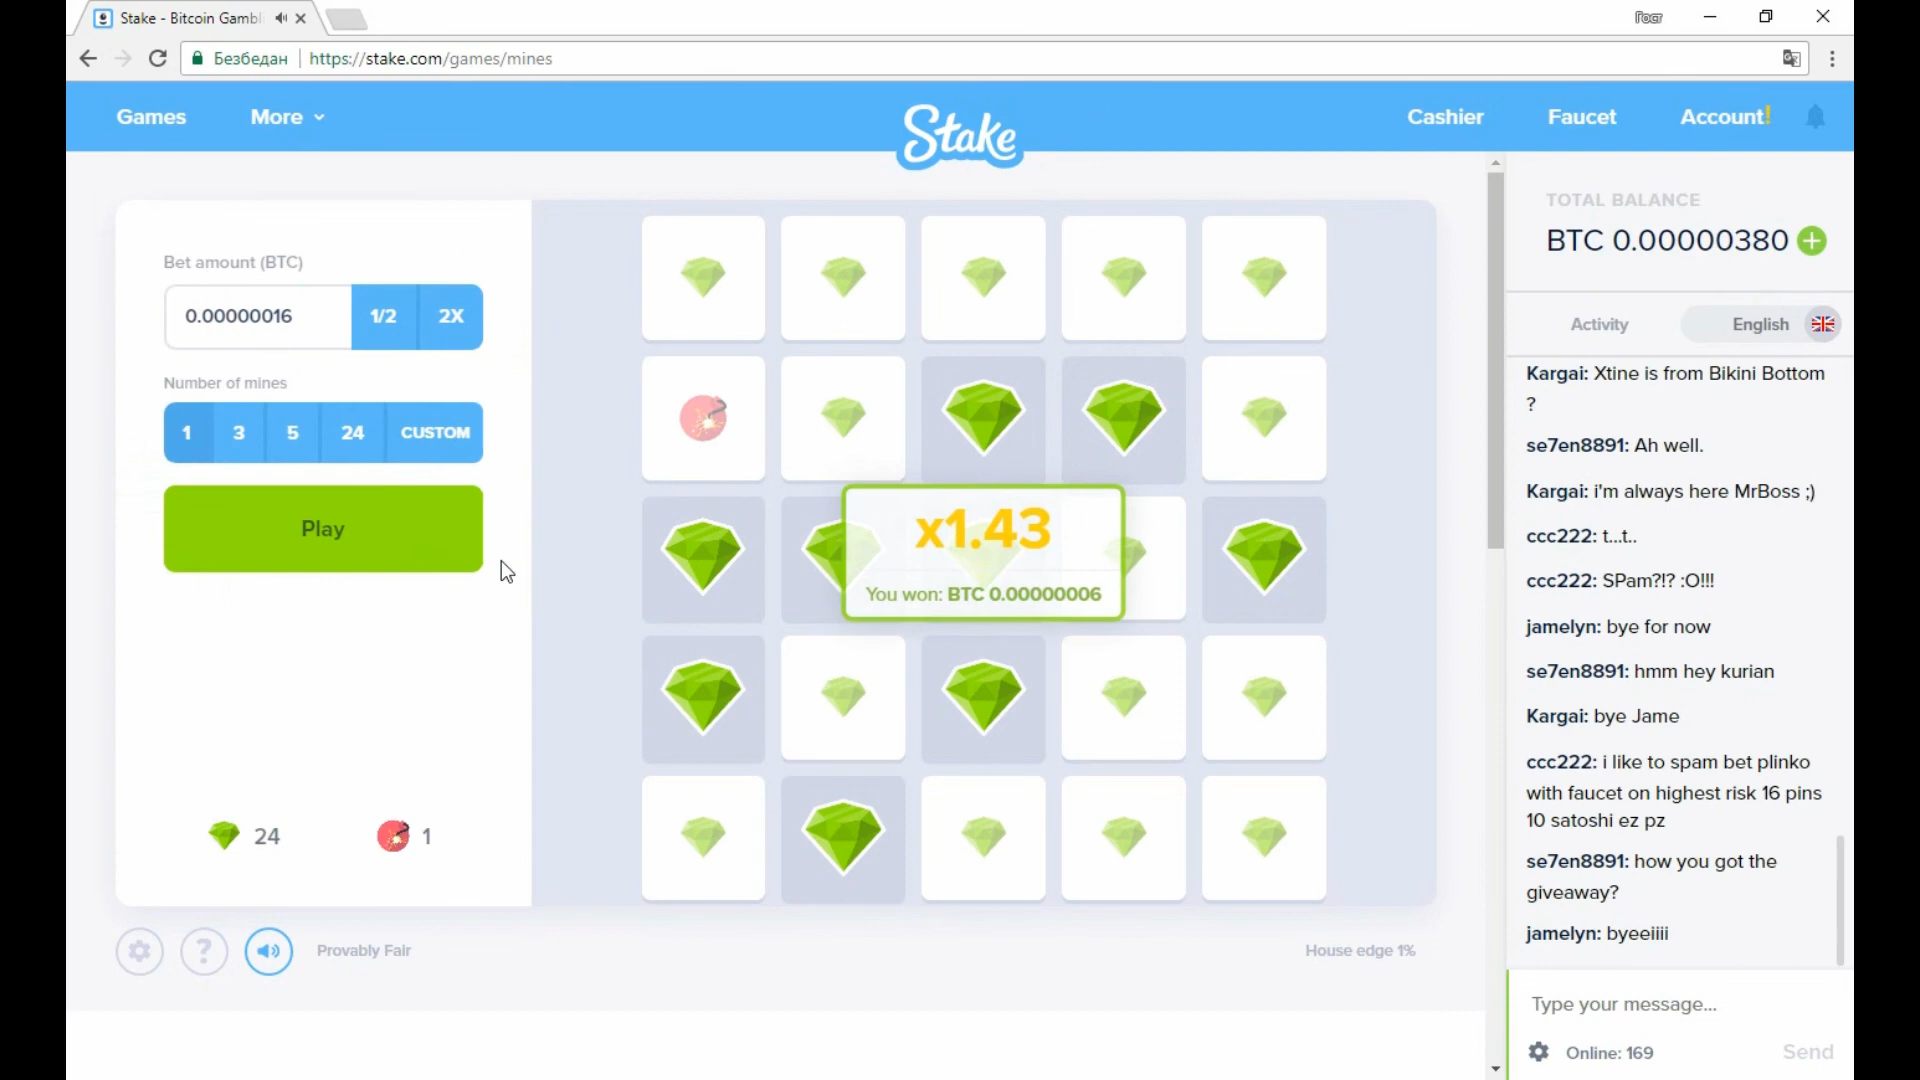 Stake - Bitcoin Gambl
Гост
Безбедан
https://stake.com/games/mines
Games
More
Stake
Cashier
Faucet
Account!
Bet amount (BTC)
0.00000016
1/2
2X
Number of mines
1
3
5
24
CUSTOM
Play
24
1
x1.43
You won: BTC 0.00000006
?
Provably Fair
House edge 1%
TOTAL BALANCE
BTC 0.00000380
Activity
English
Kargai: Xtine is from Bikini Bottom
?
se7en8891: Ah well.
Kargai: i'm always here MrBoss ;)
ccc222: t...t..
ccc222: SPam?!? :O!!!
jamelyn: bye for now
se7en8891: hmm hey kurian
Kargai: bye Jame
ccc222: i like to spam bet plinko
with faucet on highest risk 16 pins
10 satoshi ez pz
se7en8891: how you got the
giveaway?
jamelyn: byeeiiii
Type your message...
Online: 169
Send